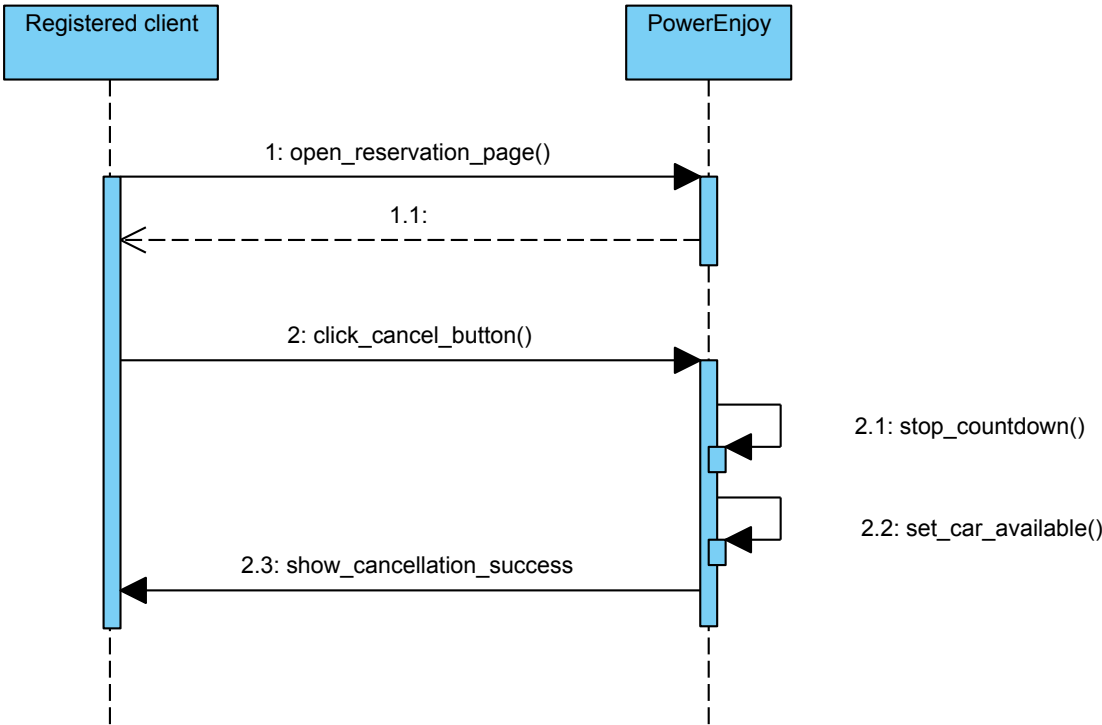 Registered client
PowerEnjoy
1: open_reservation_page()
1.1:
2: click_cancel_button()
2.1: stop_countdown()
2.2: set_car_available()
2.3: show_cancellation_success